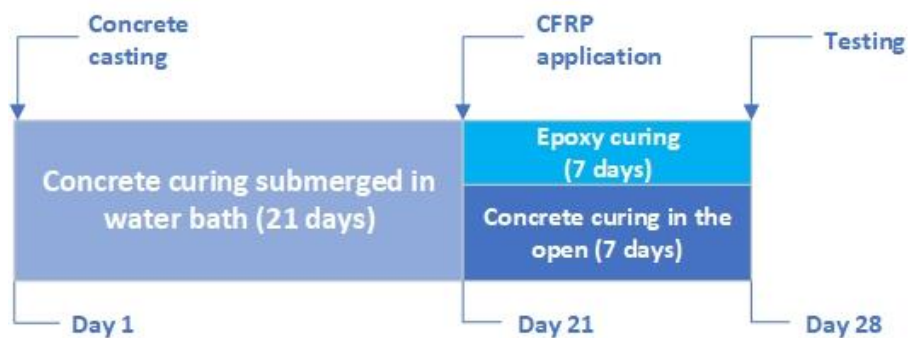 Concrete
casting
CFRP
application
Testing
Concrete curing submerged in
water bath (21 days)
Epoxy curing
(7 days)
Concrete curing in the
open (7 days)
Day 1
Day 21
Day 28